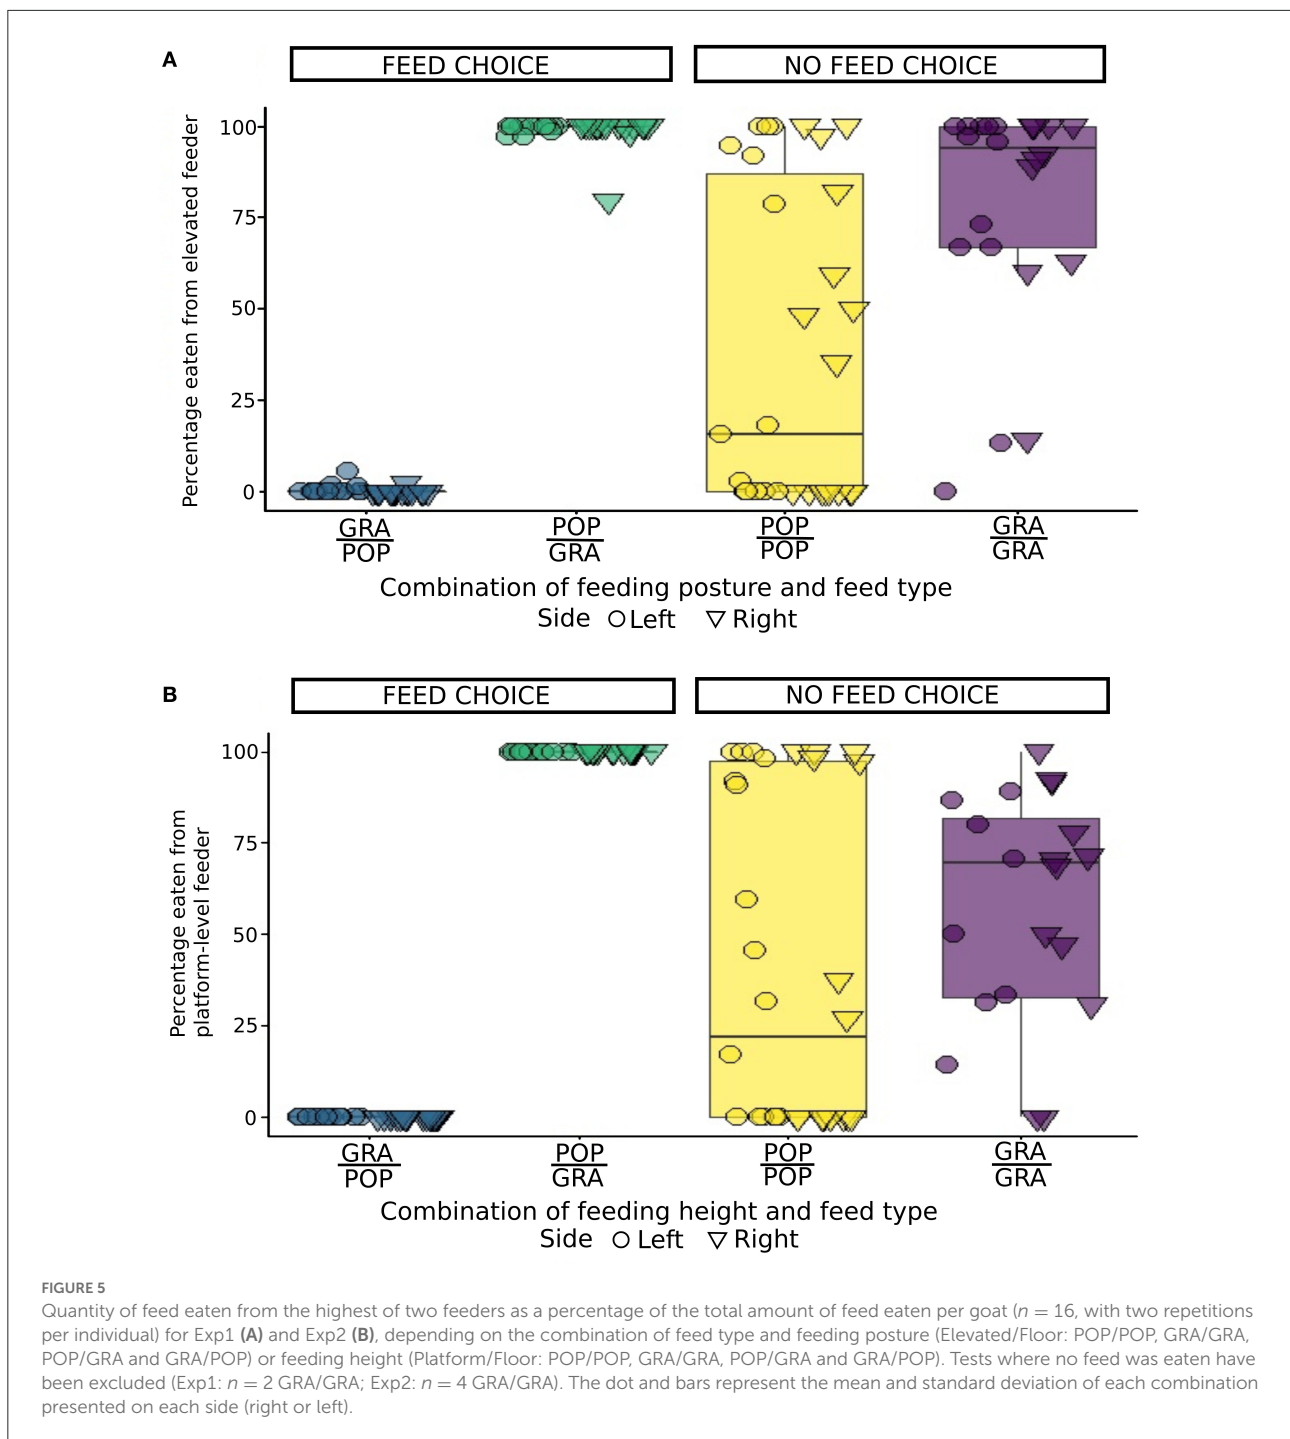 A
FEED CHOICE
NO FEED CHOICE
Percentage eaten from elevated feeder
100
75
50
25
0
GRA
POP
POP
GRA
POP
POP
GRA
GRA
Combination of feeding posture and feed type
Side Left Right
B
FEED CHOICE
NO FEED CHOICE
Percentage eaten from
platform-level feeder
100
75
50
25
0
GRA
POP
POP
GRA
POP
POP
GRA
GRA
Combination of feeding height and feed type
Side Left Right
FIGURE 5
Quantity of feed eaten from the highest of two feeders as a percentage of the total amount of feed eaten per goat (n = 16, with two repetitions
per individual) for Exp1 (A) and Exp2 (B), depending on the combination of feed type and feeding posture (Elevated/Floor: POP/POP, GRA/GRA,
POP/GRA and GRA/POP) or feeding height (Platform/Floor: POP/POP, GRA/GRA, POP/GRA and GRA/POP). Tests where no feed was eaten have
been excluded (Exp1: n = 2 GRA/GRA; Exp2: n = 4 GRA/GRA). The dot and bars represent the mean and standard deviation of each combination
presented on each side (right or left).